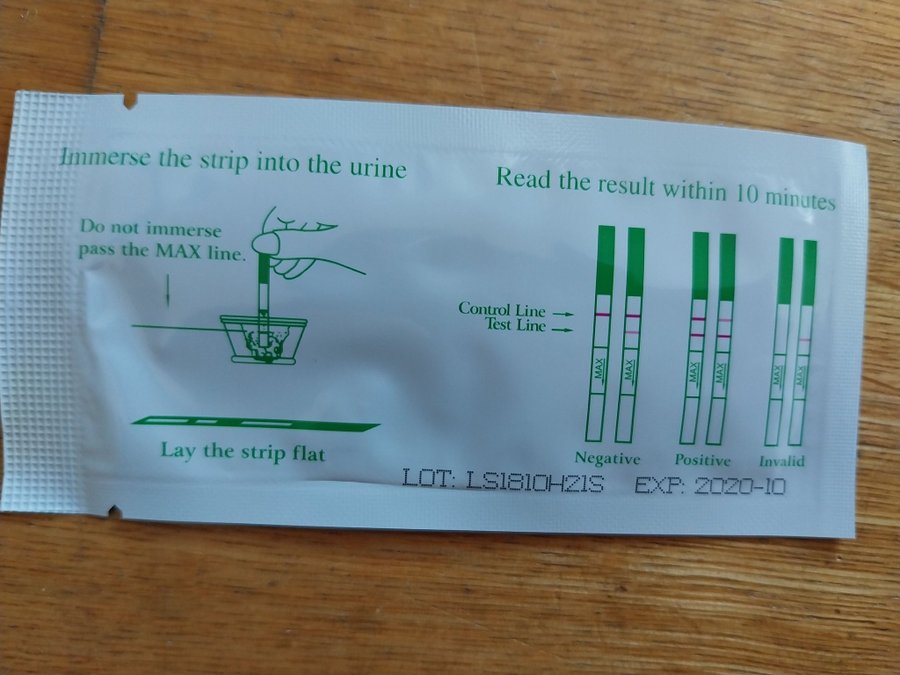 Immerse the strip into the urine
Do not immerse
pass the MAX line.
Lay the strip flat
Read the result within 10 minutes
Control Line
Test Line
MAX
MAX
MAX
MAX
MAX
MAX
Negative
Positive
Invalid
LOT: LS1810H21S EXP: 2020-10